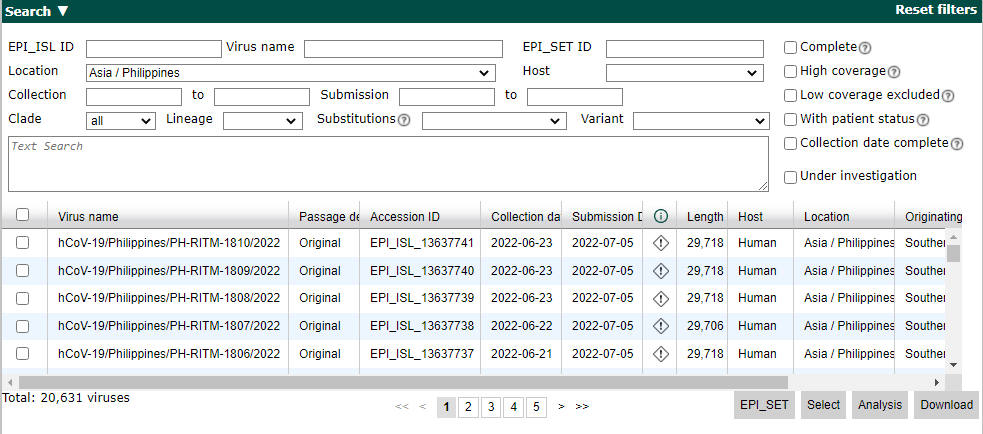 Search ▼ Reset filters
EPI_ISL ID Virus name EPI_SET ID Complete
Location Asia / Philippines Host High coverage
Collection to Submission to Low coverage excluded
Clade all Lineage Substitutions Variant With patient status
Text Search Collection date complete
Under investigation
Virus name Passage de Accession ID Collection da Submission D Length Host Location Originating
hCoV-19/Philippines/PH-RITM-1810/2022 Original EPI_ISL_13637741 2022-06-23 2022-07-05 29,718 Human Asia / Philippines Souther
hCoV-19/Philippines/PH-RITM-1809/2022 Original EPI_ISL_13637740 2022-06-23 2022-07-05 29,718 Human Asia / Philippines Souther
hCoV-19/Philippines/PH-RITM-1808/2022 Original EPI_ISL_13637739 2022-06-23 2022-07-05 29,718 Human Asia / Philippines Souther
hCoV-19/Philippines/PH-RITM-1807/2022 Original EPI_ISL_13637738 2022-06-22 2022-07-05 29,706 Human Asia / Philippines Souther
hCoV-19/Philippines/PH-RITM-1806/2022 Original EPI_ISL_13637737 2022-06-21 2022-07-05 29,718 Human Asia / Philippines Souther
Total: 20,631 viruses << < 1 2 3 4 5 > >> EPI_SET Select Analysis Download